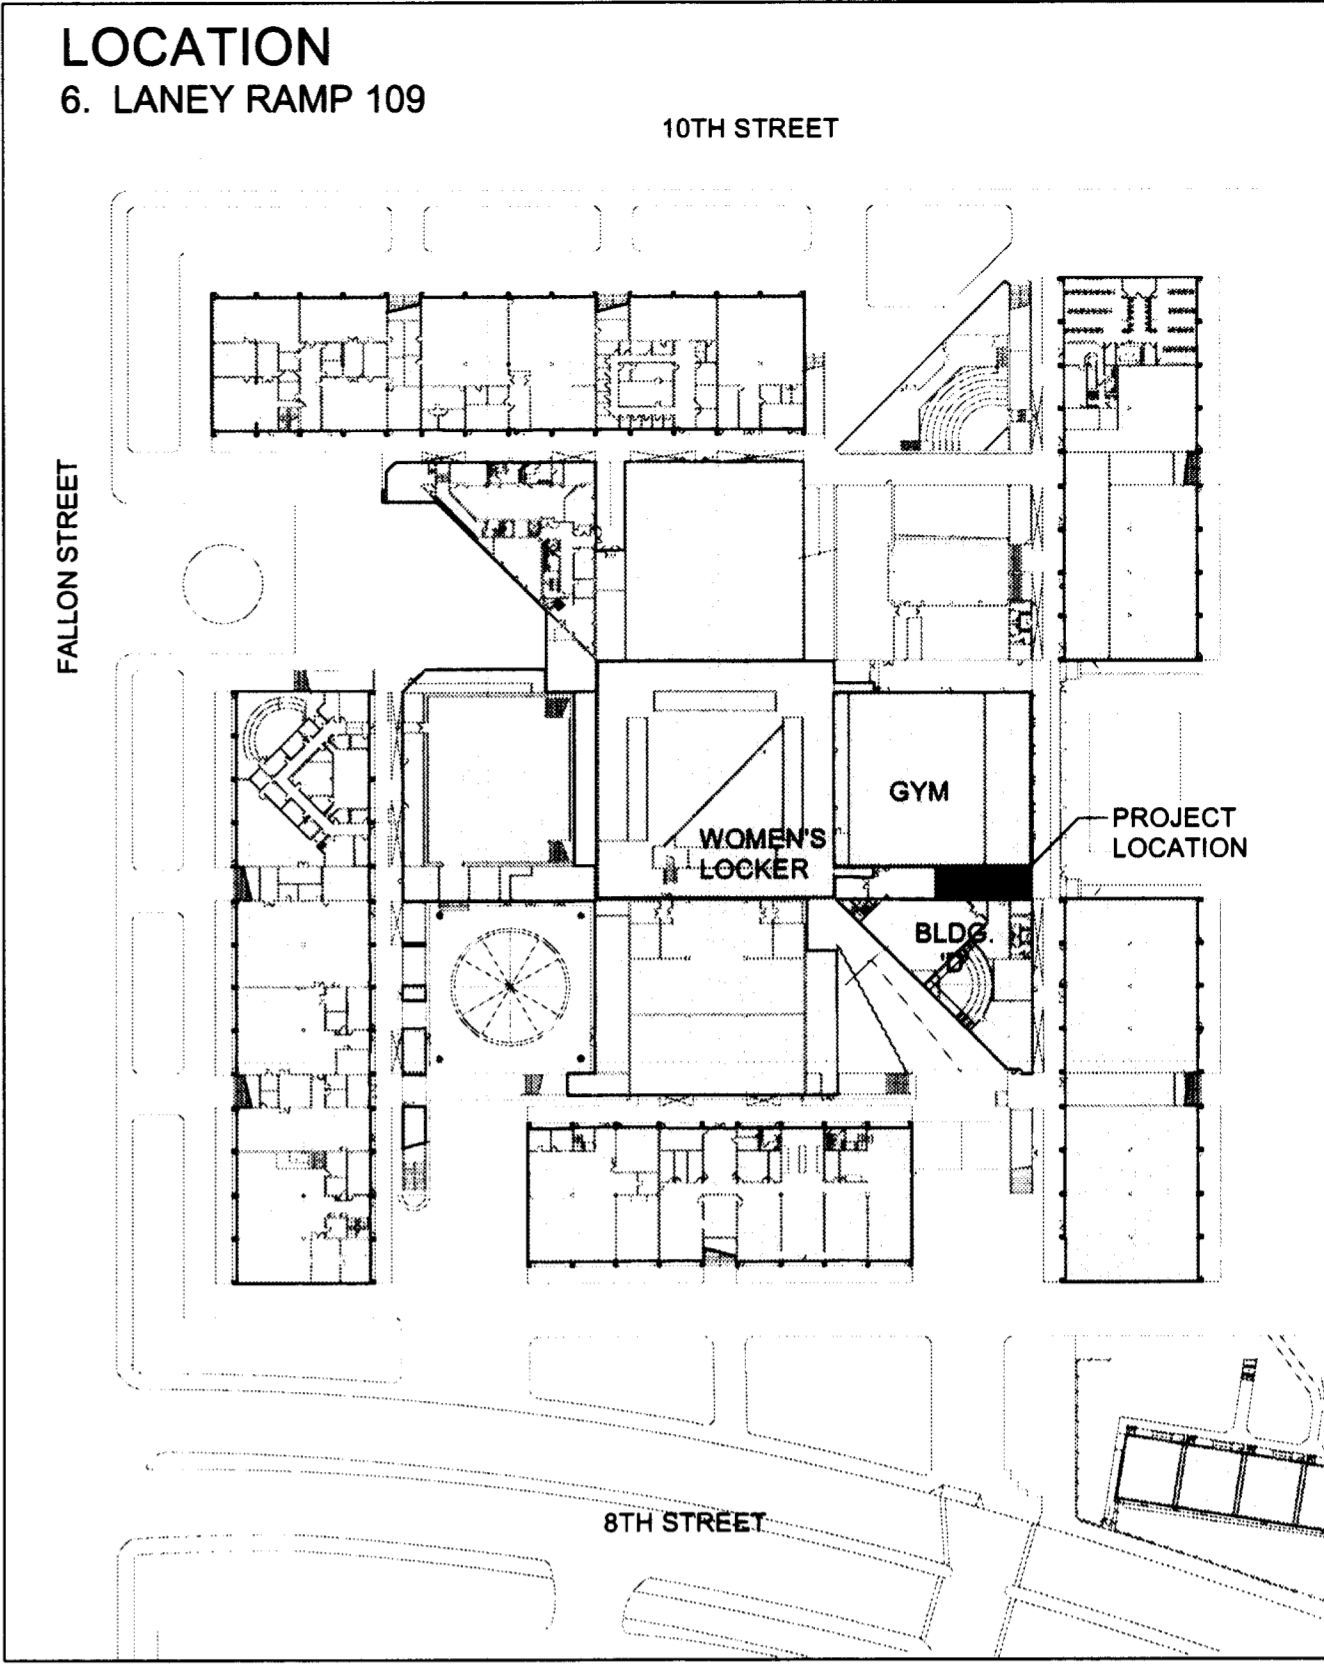 LOCATION
6. LANEY RAMP 109
10TH STREET
FALLON STREET
GYM
PROJECT
LOCATION
WOMEN'S
LOCKER
BLDG.
"D"
8TH STREET